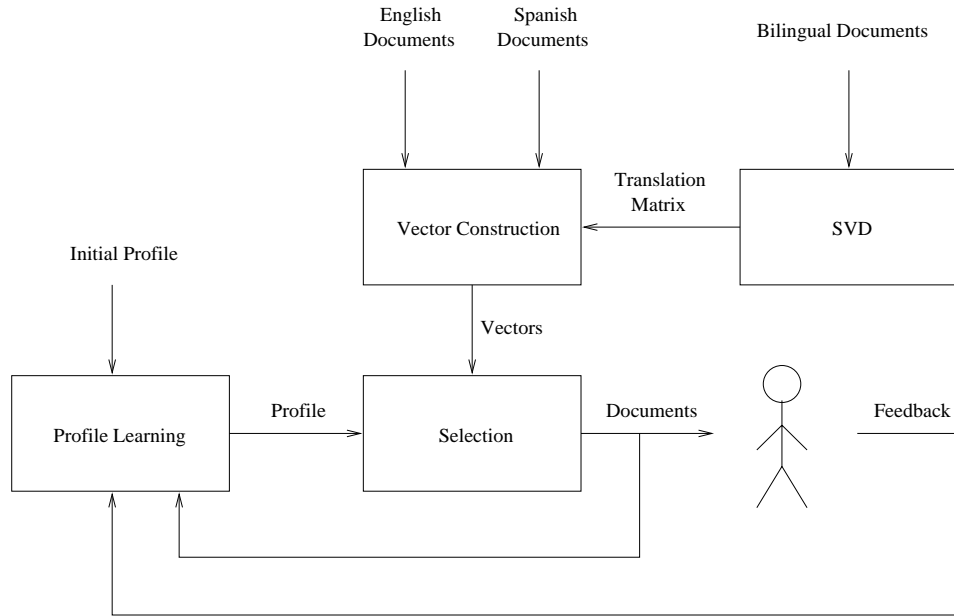 English
Documents
Spanish
Documents
Bilingual Documents
Translation
Matrix
Vector Construction
SVD
Initial Profile
Vectors
Profile
Documents
Feedback
Profile Learning
Selection